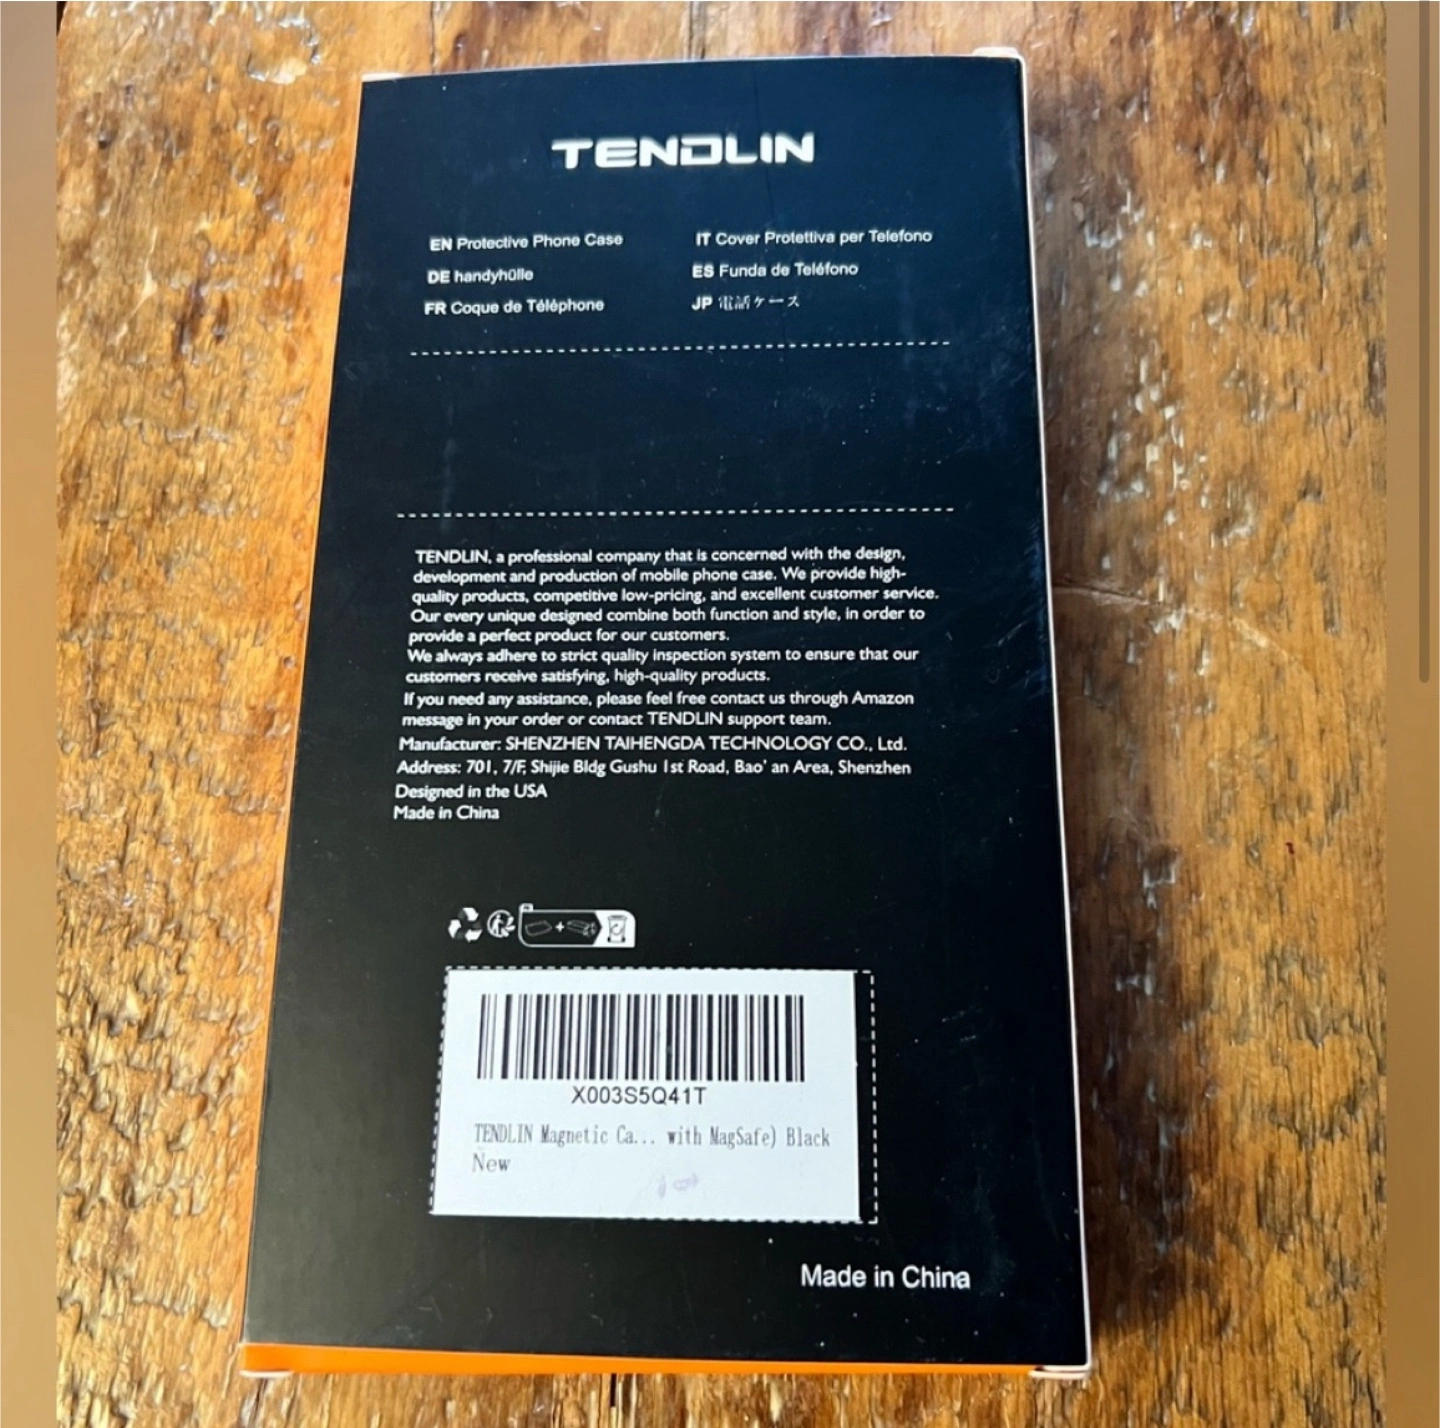 TENDLIN
EN Protective Phone Case
DE handyhülle
FR Coque de Téléphone
IT Cover Protettiva per Telefono
ES Funda de Teléfono
JP 電話ケース
TENDLIN, a professional company that is concerned with the design,
development and production of mobile phone case. We provide high-
quality products, competitive low-pricing, and excellent customer service.
Our every unique designed combine both function and style, in order to
provide a perfect product for our customers.
We always adhere to strict quality inspection system to ensure that our
customers receive satisfying, high-quality products.
If you need any assistance, please feel free contact us through Amazon
message in your order or contact TENDLIN support team.
Manufacturer: SHENZHEN TAIHENGDA TECHNOLOGY CO., Ltd.
Address: 701, 7/F, Shijie Bldg Gushu 1st Road, Bao' an Area, Shenzhen
Designed in the USA
Made in China
X003S5Q41T
TENDLIN Magnetic Ca... with MagSafe) Black
New
Made in China